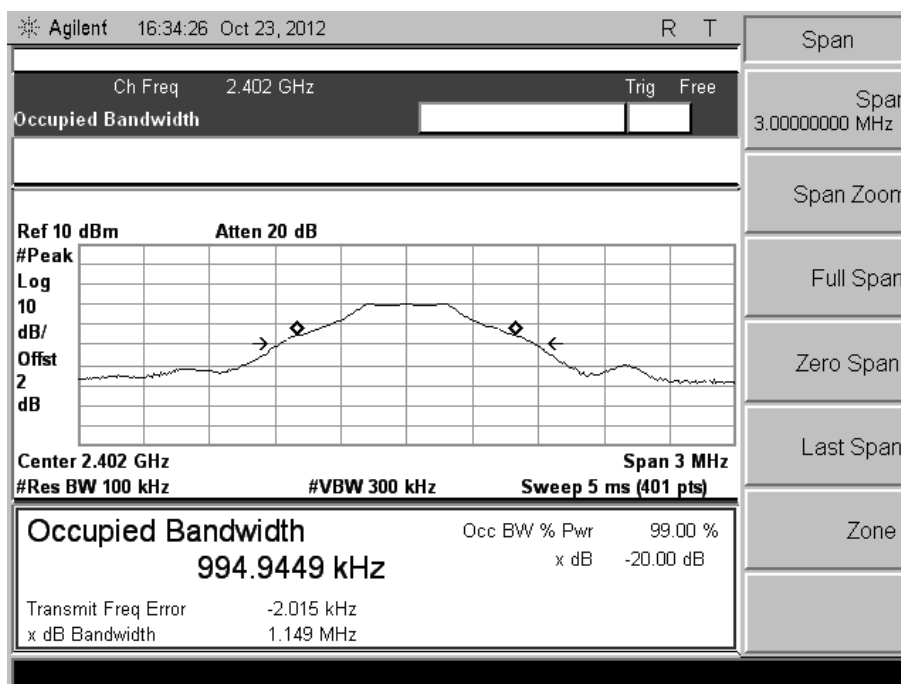 Agilent 16:34:26 Oct 23, 2012 R T
Ch Freq 2.402 GHz Trig Free
Occupied Bandwidth
Ref 10 dBm Atten 20 dB
#Peak
Log
10
dB/
Offst
2
dB
Center 2.402 GHz Span 3 MHz
#Res BW 100 kHz #VBW 300 kHz Sweep 5 ms (401 pts)
Occupied Bandwidth
994.9449 kHz
Occ BW % Pwr 99.00 %
x dB -20.00 dB
Transmit Freq Error -2.015 kHz
x dB Bandwidth 1.149 MHz
Span
Span
3.00000000 MHz
Span Zoom
Full Span
Zero Span
Last Span
Zone